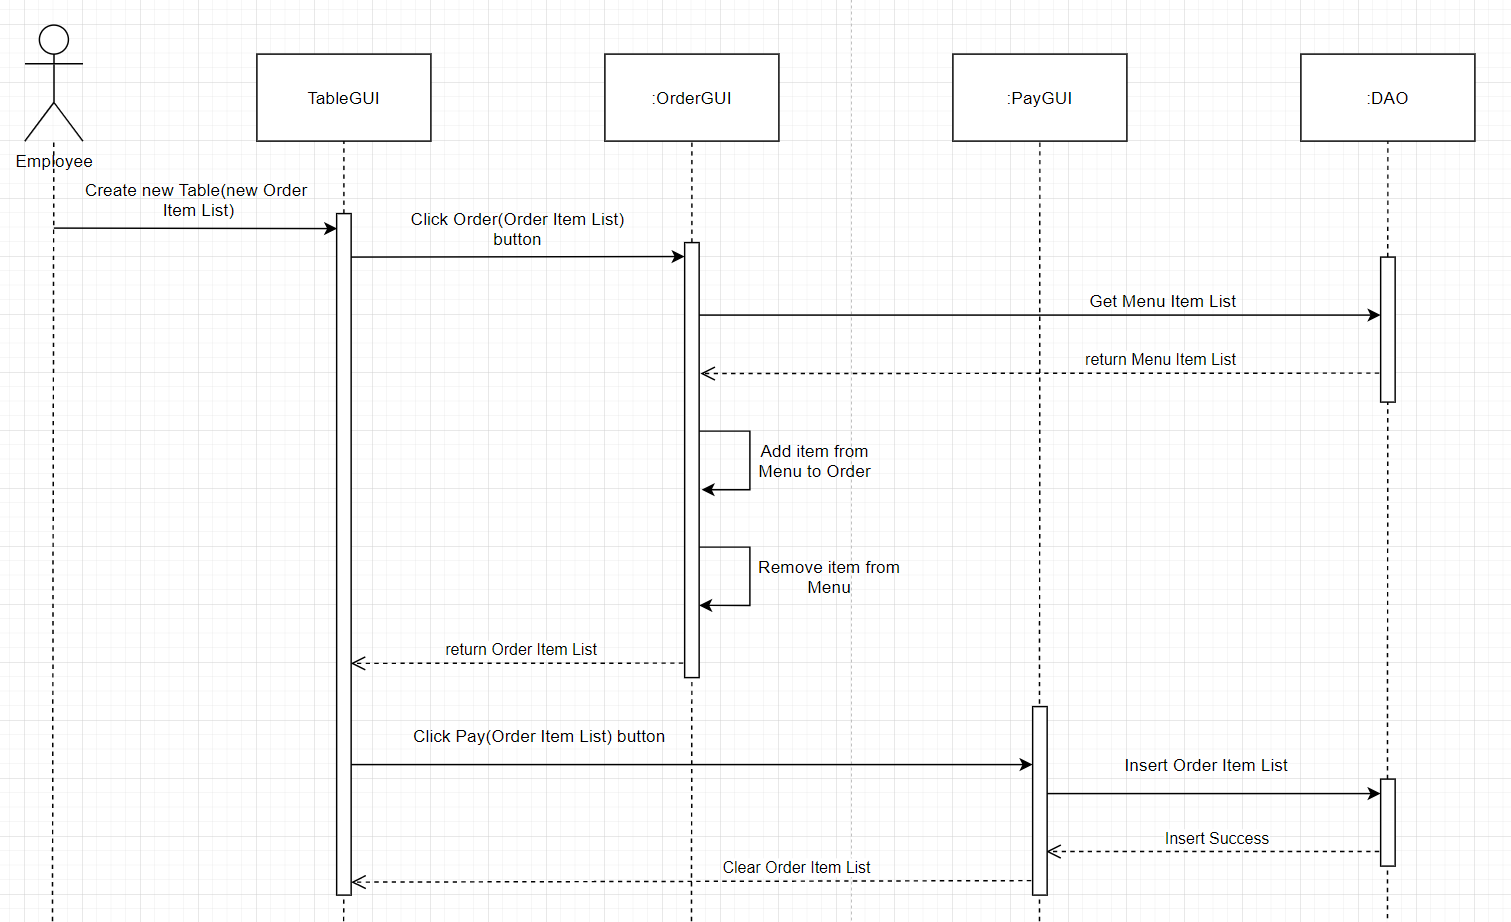 TableGUI
:OrderGUI
:PayGUI
:DAO
Employee
Create new Table(new Order
Item List)
Click Order(Order Item List)
button
Get Menu Item List
return Menu Item List
Add item from
Menu to Order
Remove item from
Menu
return Order Item List
Click Pay(Order Item List) button
Insert Order Item List
Insert Success
Clear Order Item List